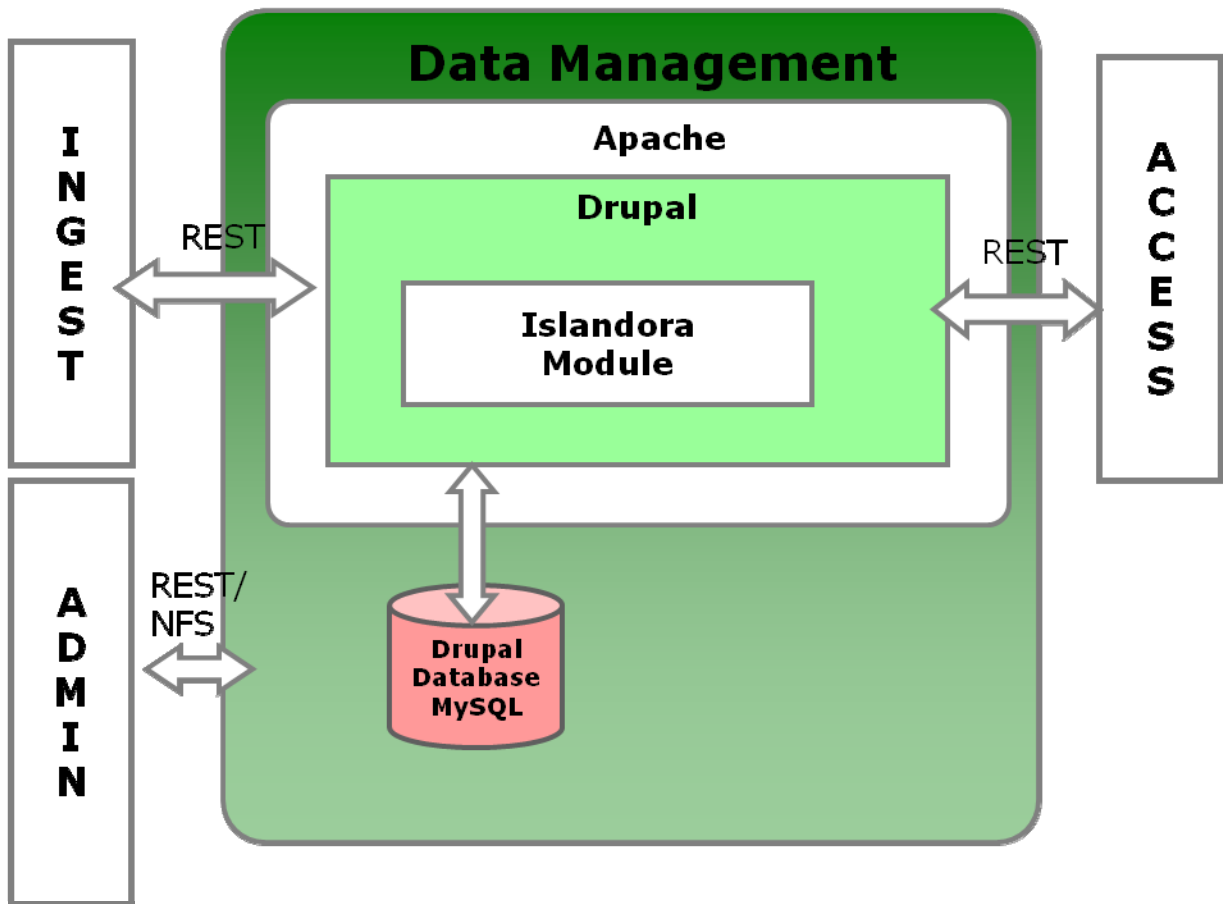 Data Management
Apache
Drupal
Islandora
Module
INGEST
REST
REST
ACCESS
ADMIN
REST/
NFS
Drupal
Database
MySQL